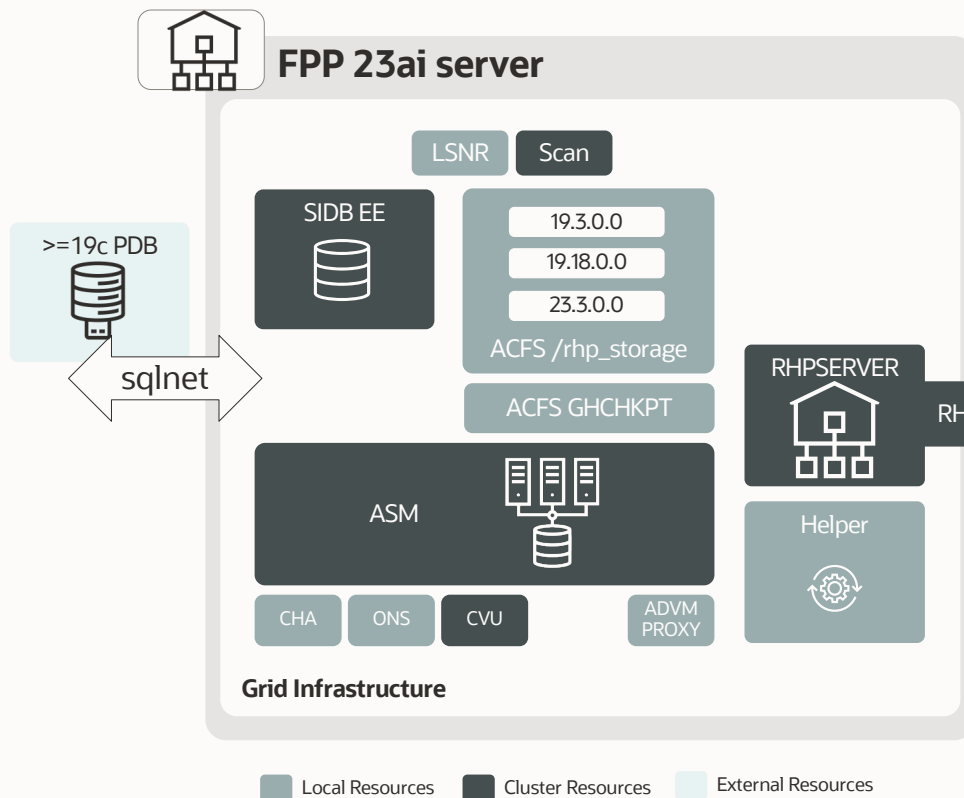 FPP 23ai server
LSNR
Scan
SIDB EE
19.3.0.0
19.18.0.0
23.3.0.0
ACFS /rhp_storage
>=19c PDB
sqlnet
ACFS GHCHKPT
RHPSERVER
RH
ASM
Helper
CHA
ONS
CVU
ADVM
PROXY
Grid Infrastructure
Local Resources
Cluster Resources
External Resources